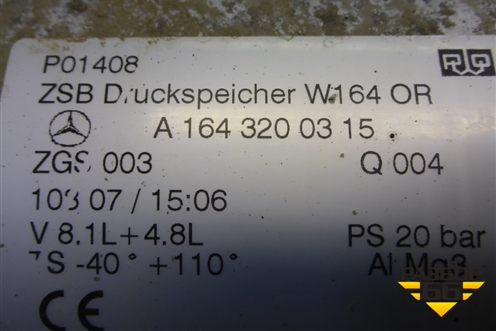 P01408
ZSB Druckspeicher W164 OR
A 164 320 03 15
ZGS 003 Q 004
103 07 / 15:06
V 8.1L+4.8L PS 20 bar
TS -40° +110° Al Mg3
CE
66